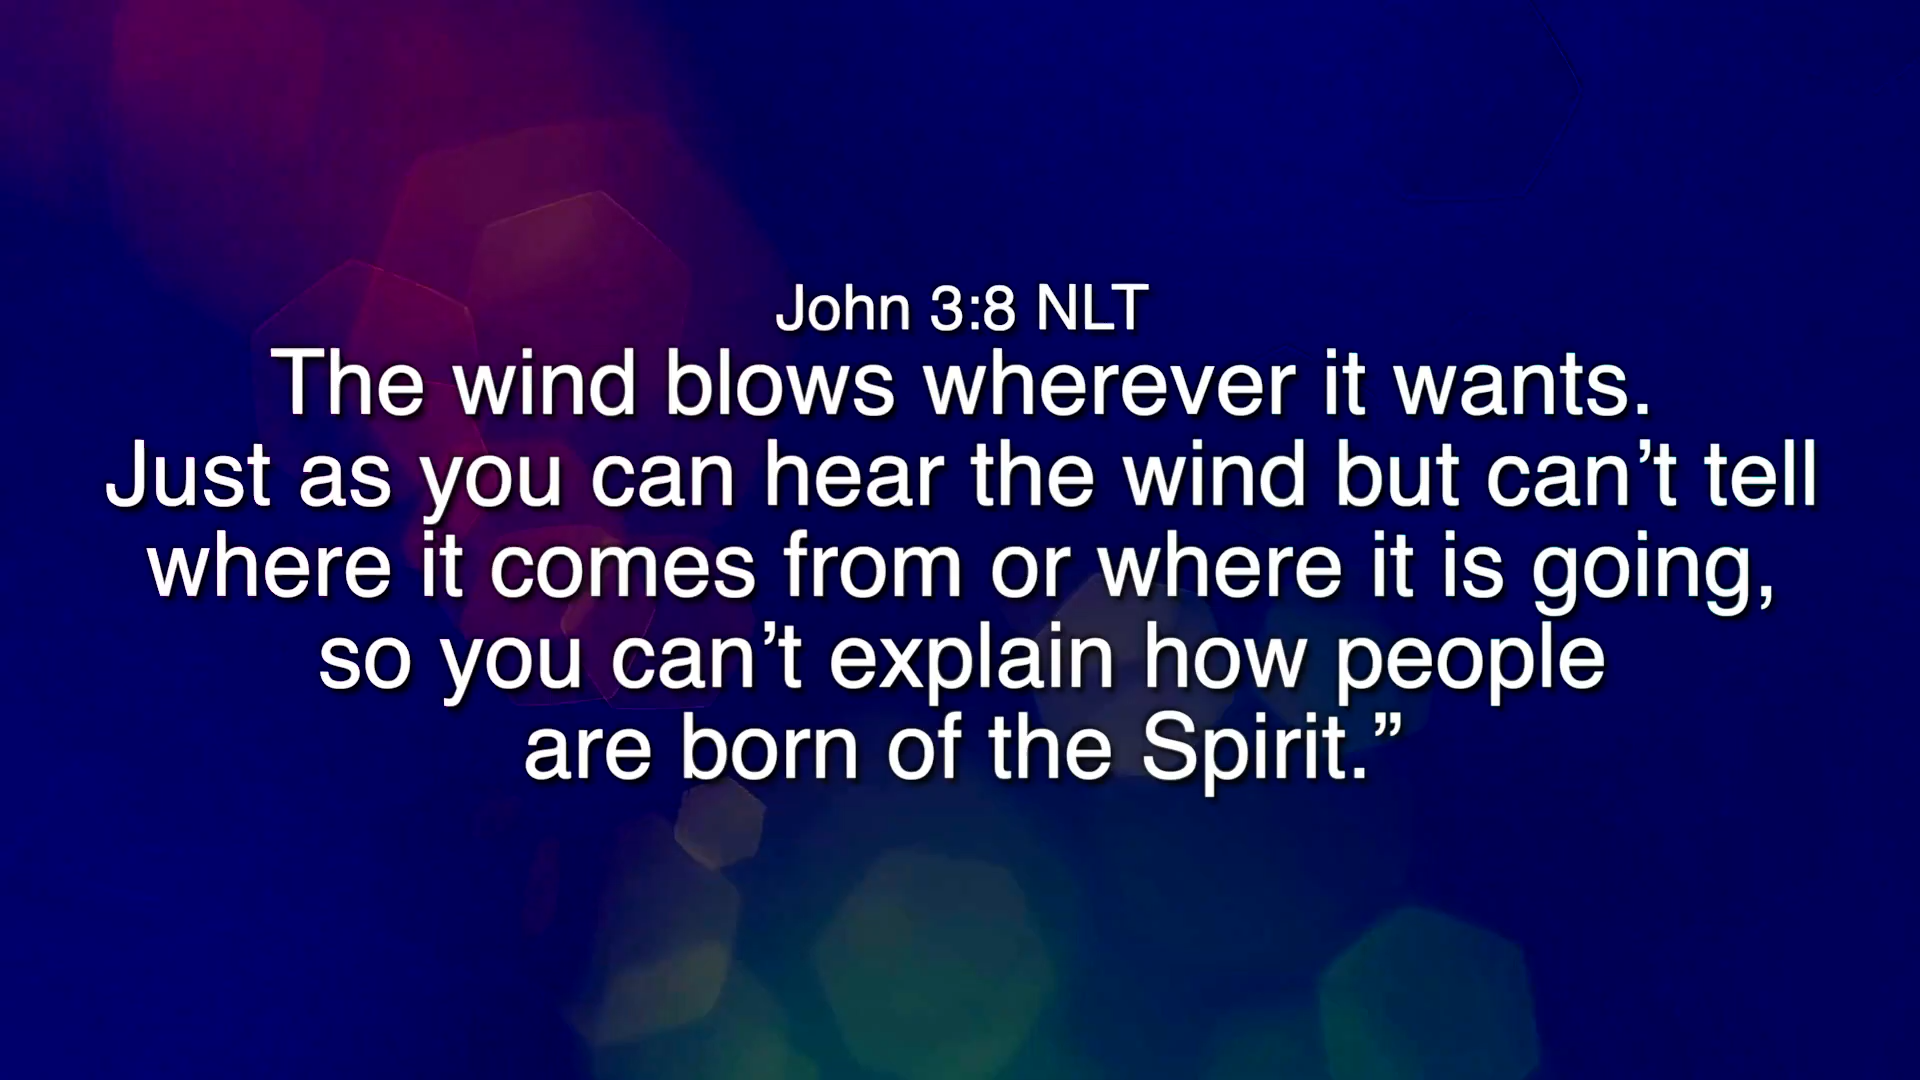 John 3:8 NLT
The wind blows wherever it wants.
Just as you can hear the wind but can’t tell
where it comes from or where it is going,
so you can’t explain how people
are born of the Spirit.”